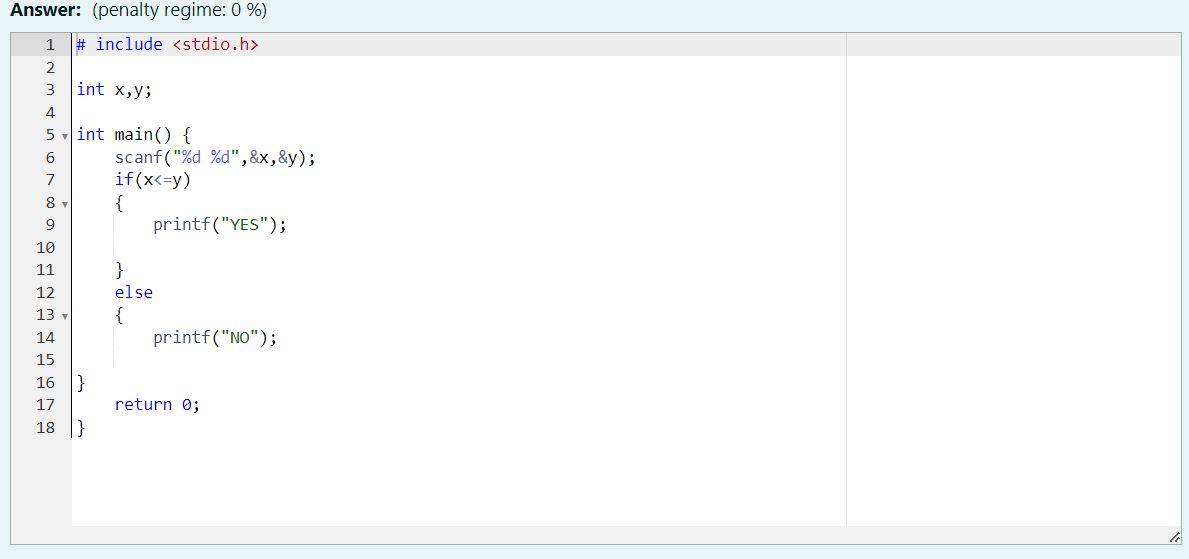 Answer: (penalty regime: 0 %)
1 # include <stdio.h>
2
3 int x,y;
4
5 int main() {
6     scanf("%d %d",&x,&y);
7     if(x<=y)
8     {
9         printf("YES");
10
11     }
12     else
13     {
14         printf("NO");
15
16 }
17     return 0;
18 }